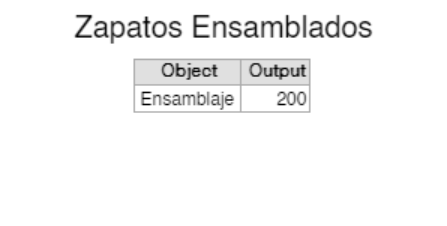 Zapatos Ensamblados
Object Output
Ensamblaje 200